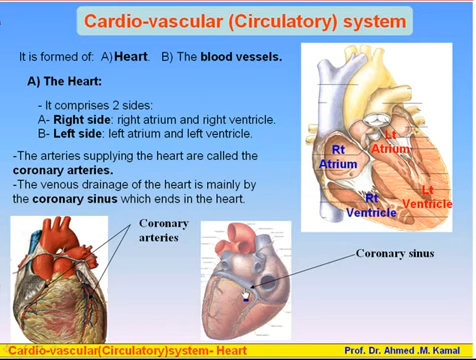 Cardio-vascular (Circulatory) system
It is formed of: A)Heart. B) The blood vessels.
A) The Heart:
- It comprises 2 sides:
A- Right side: right atrium and right ventricle.
B- Left side: left atrium and left ventricle.
-The arteries supplying the heart are called the
coronary arteries.
-The venous drainage of the heart is mainly by
the coronary sinus which ends in the heart.
Rt
Atrium
Lt
Atrium
Rt
Ventricle
Lt
Ventricle
Coronary
arteries
Coronary sinus
Cardio-vascular(Circulatory)system- Heart
Prof. Dr. Ahmed .M. Kamal